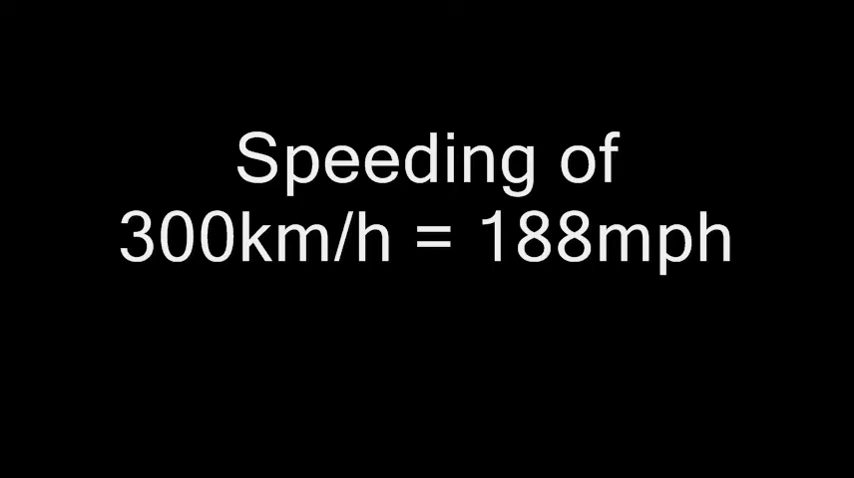 Speeding of
300km/h = 188mph